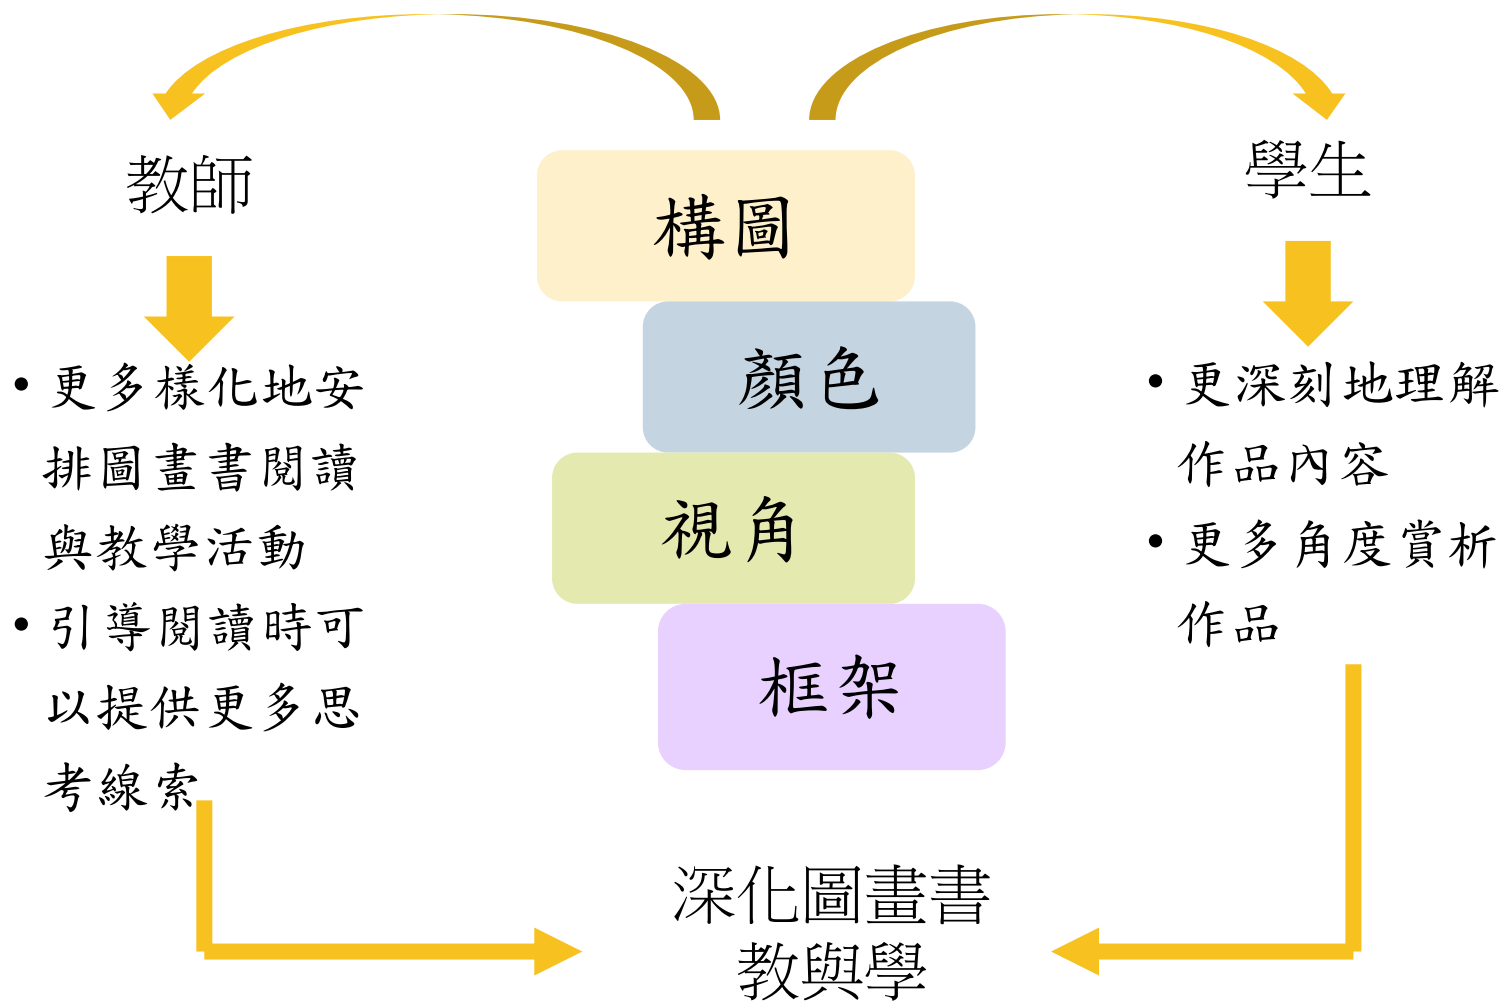 教師
• 更多樣化地安
排圖畫書閱讀
與教學活動
• 引導閱讀時可
以提供更多思
考線索
構圖
顏色
視角
框架
學生
• 更深刻地理解
作品內容
• 更多角度賞析
作品
深化圖畫書
教與學